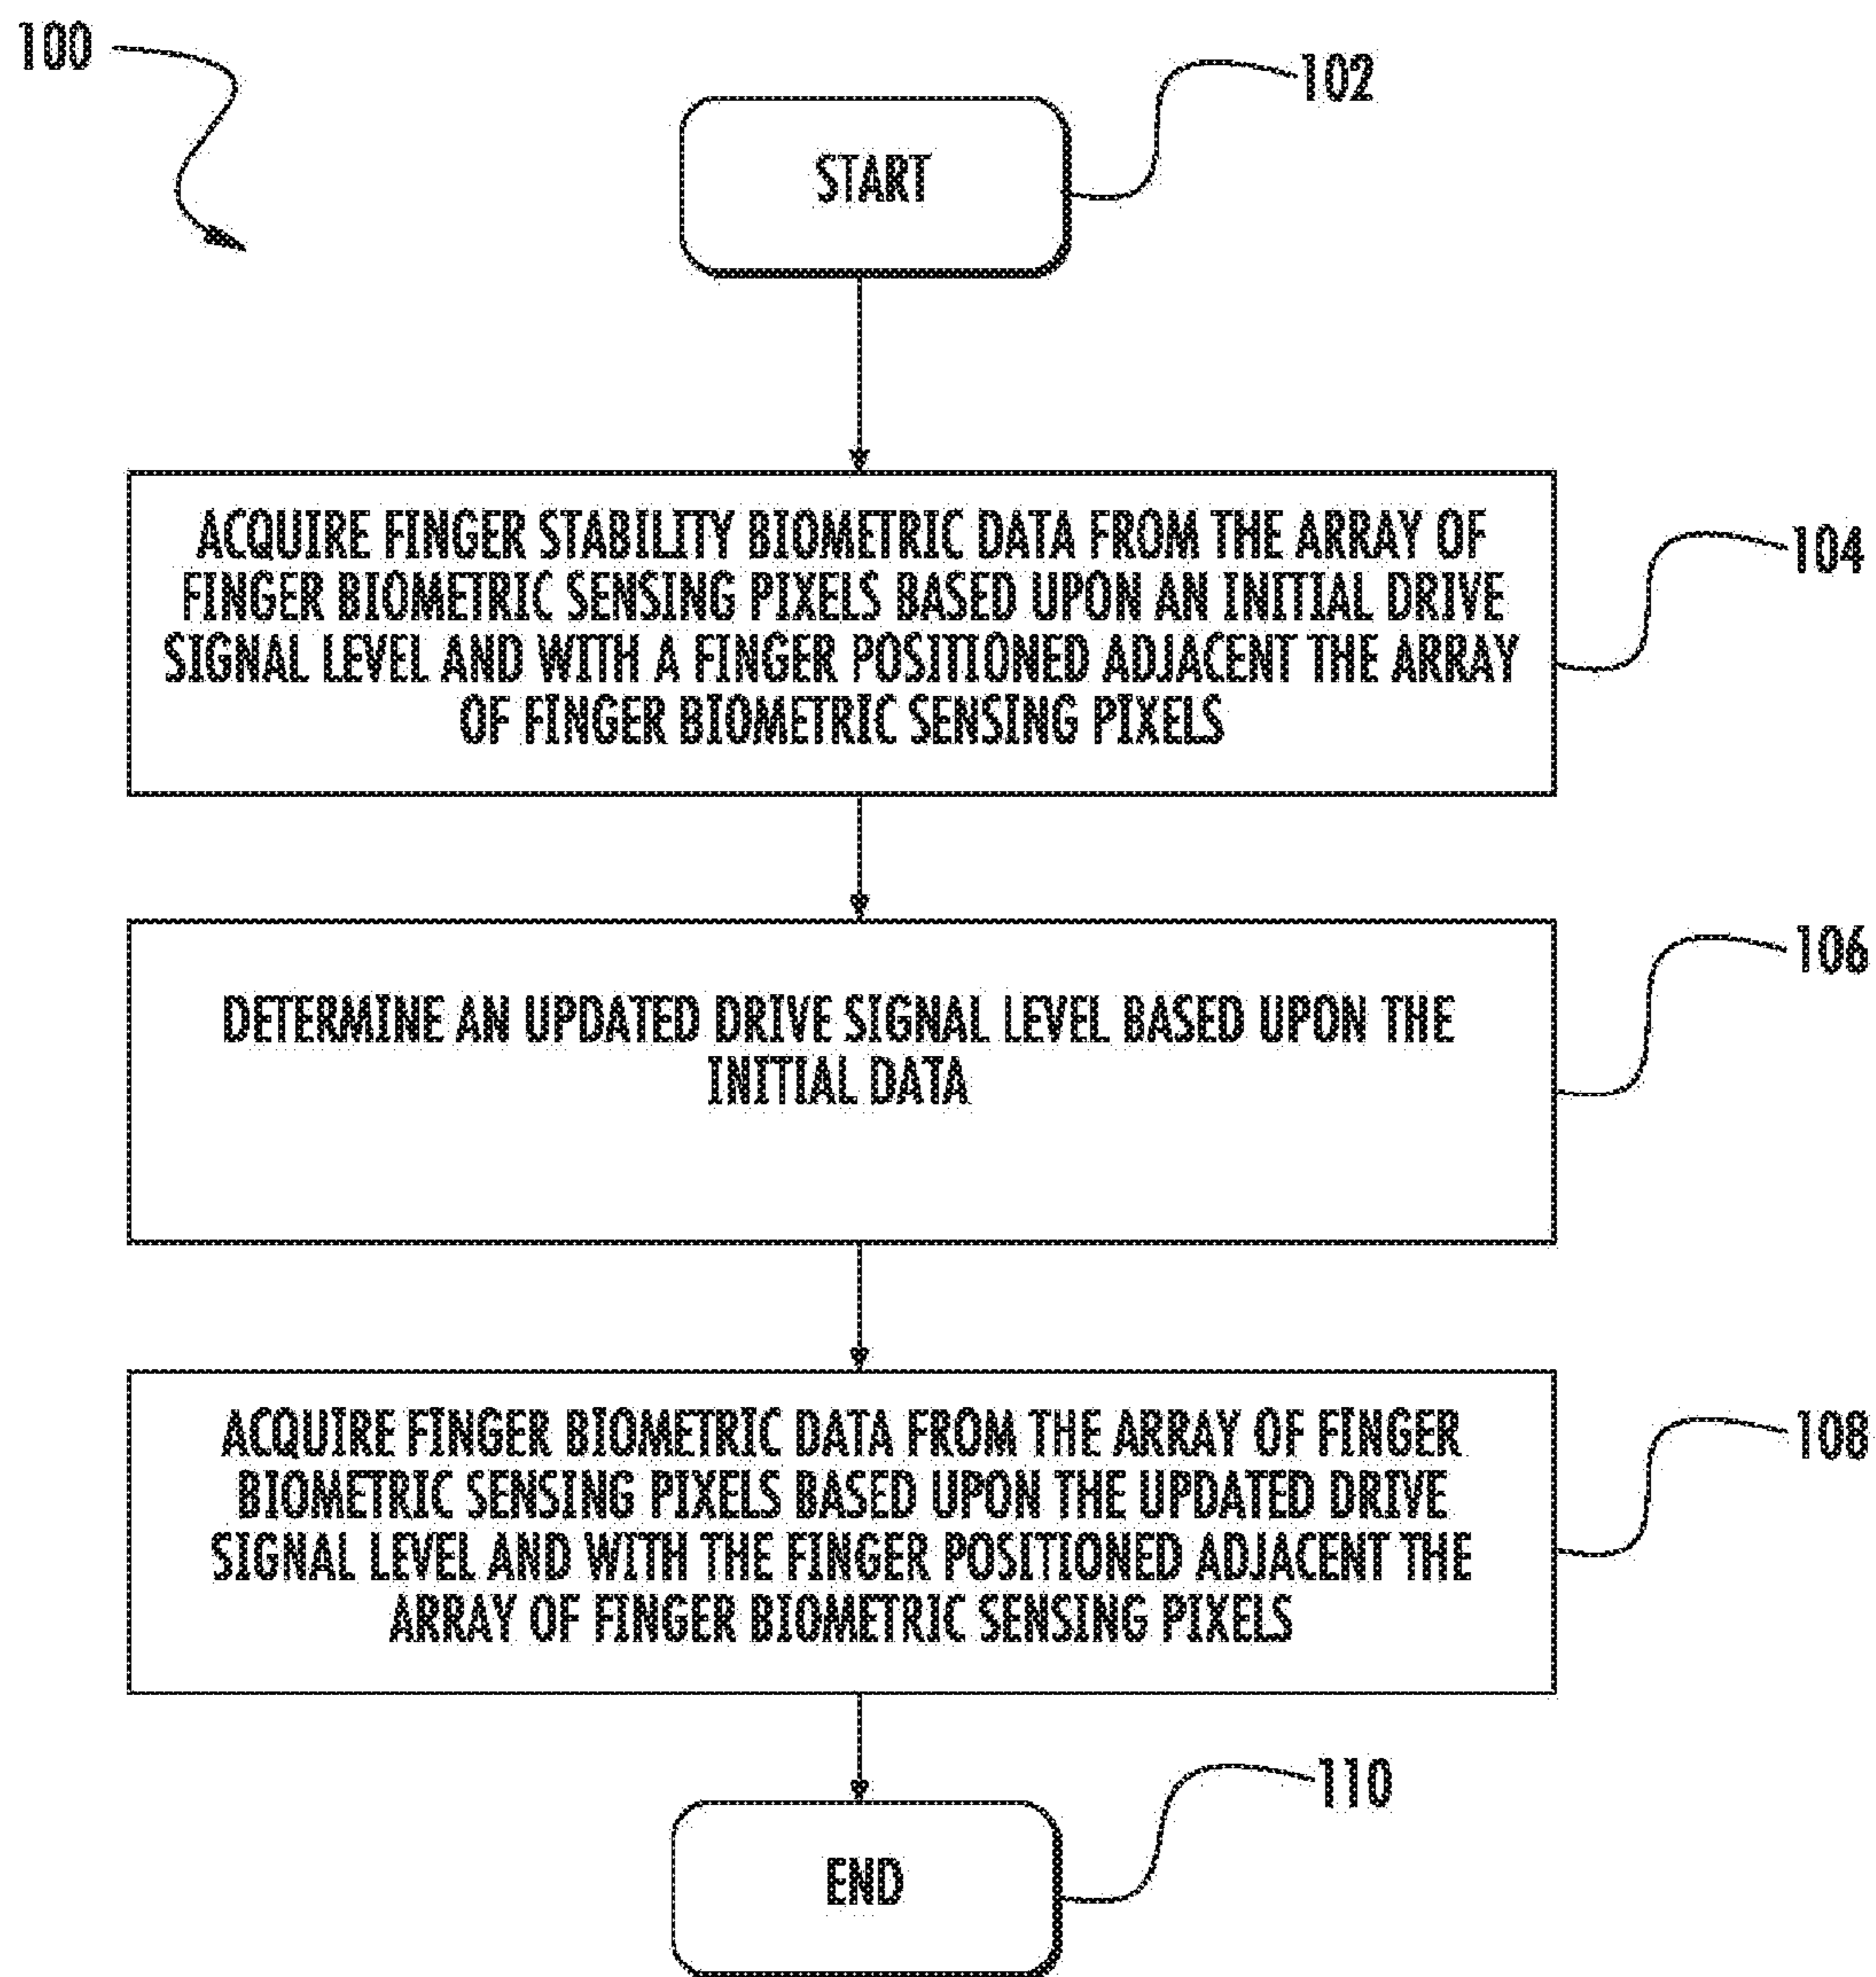 100
102
START
ACQUIRE FINGER STABILITY BIOMETRIC DATA FROM THE ARRAY OF
FINGER BIOMETRIC SENSING PIXELS BASED UPON AN INITIAL DRIVE
SIGNAL LEVEL AND WITH A FINGER POSITIONED ADJACENT THE ARRAY
OF FINGER BIOMETRIC SENSING PIXELS
104
106
DETERMINE AN UPDATED DRIVE SIGNAL LEVEL BASED UPON THE
INITIAL DATA
ACQUIRE FINGER BIOMETRIC DATA FROM THE ARRAY OF FINGER
BIOMETRIC SENSING PIXELS BASED UPON THE UPDATED DRIVE
SIGNAL LEVEL AND WITH THE FINGER POSITIONED ADJACENT THE
ARRAY OF FINGER BIOMETRIC SENSING PIXELS
108
110
END